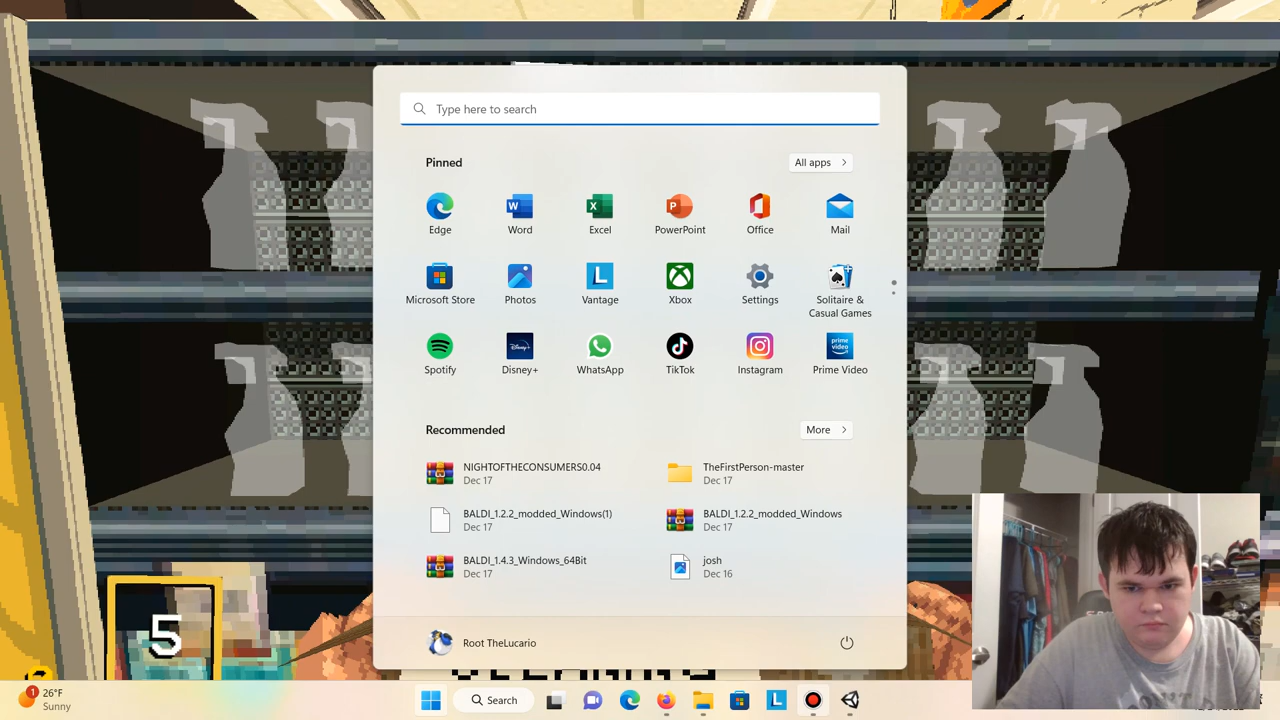 Type here to search
Pinned
All apps
Edge
Word
Excel
PowerPoint
Office
Mail
Microsoft Store
Photos
Vantage
Xbox
Settings
Solitaire &
Casual Games
Spotify
Disney+
WhatsApp
TikTok
Instagram
prime video
Prime Video
Recommended
More
NIGHTOFTHECONSUMERS0.04
Dec 17
TheFirstPerson-master
Dec 17
BALDI_1.2.2_modded_Windows(1)
Dec 17
BALDI_1.2.2_modded_Windows
Dec 17
BALDI_1.4.3_Windows_64Bit
Dec 17
josh
Dec 16
5
Root TheLucario
1
26°F
Sunny
Search